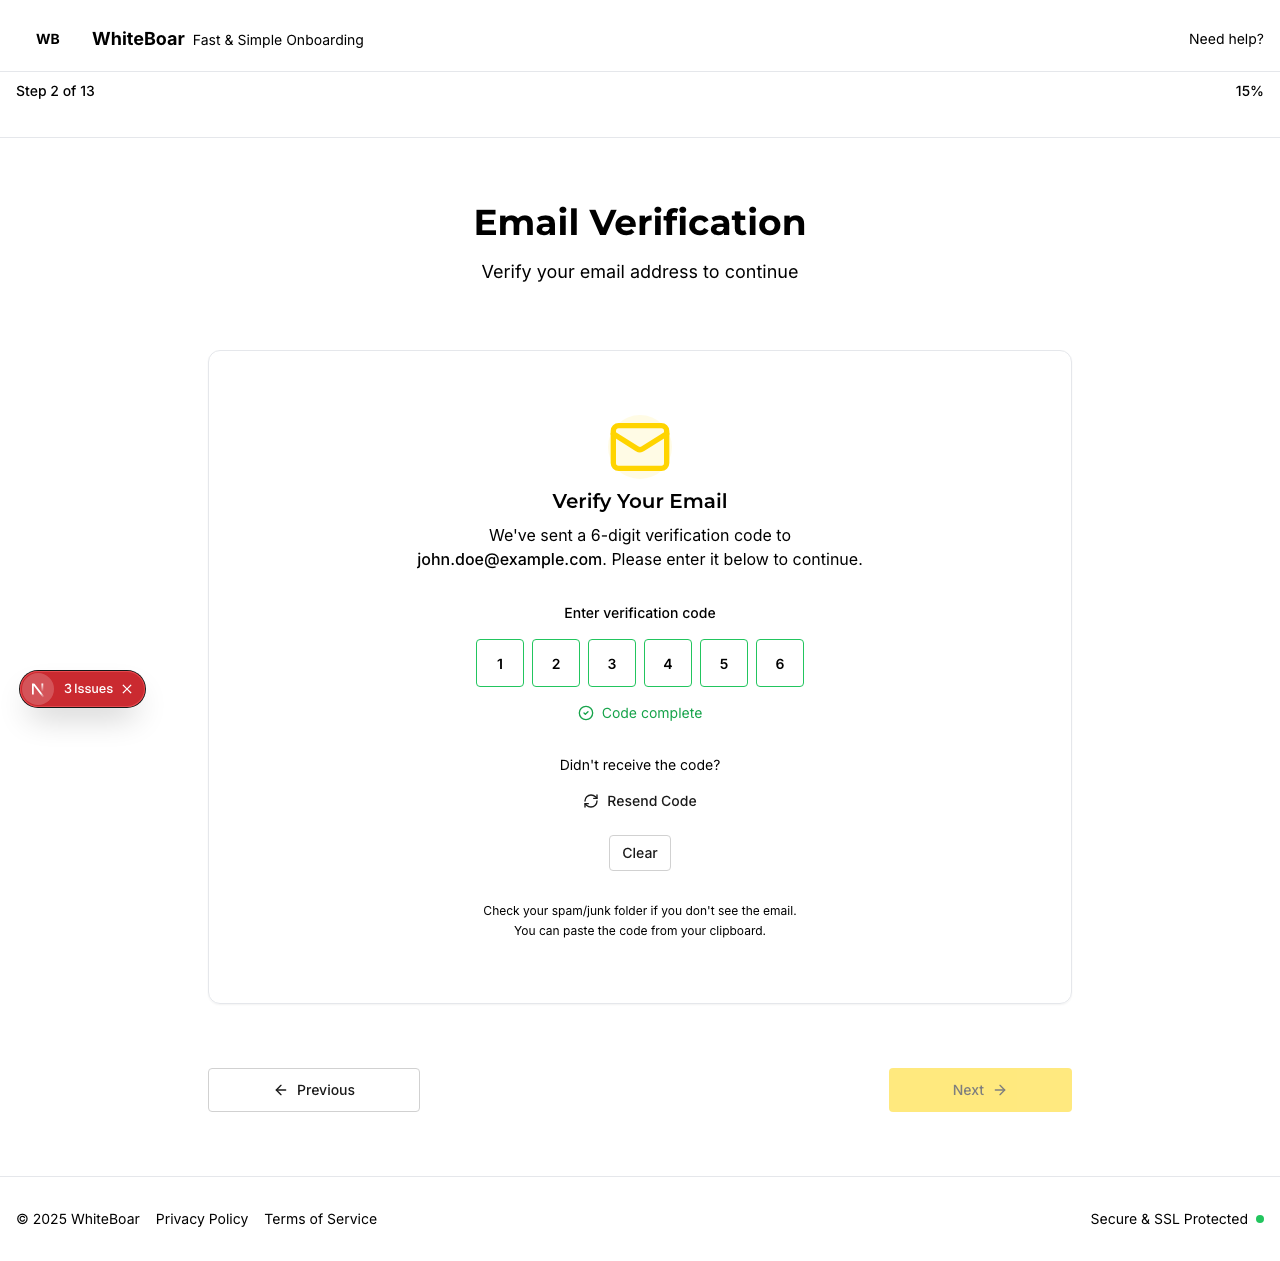 WB WhiteBoar Fast & Simple Onboarding Need help?
Step 2 of 13 15%
Email Verification
Verify your email address to continue
Verify Your Email
We've sent a 6-digit verification code to
john.doe@example.com. Please enter it below to continue.
Enter verification code
1 2 3 4 5 6
Code complete
3 Issues
Didn't receive the code?
Resend Code
Clear
Check your spam/junk folder if you don't see the email.
You can paste the code from your clipboard.
Previous Next
© 2025 WhiteBoar Privacy Policy Terms of Service Secure & SSL Protected